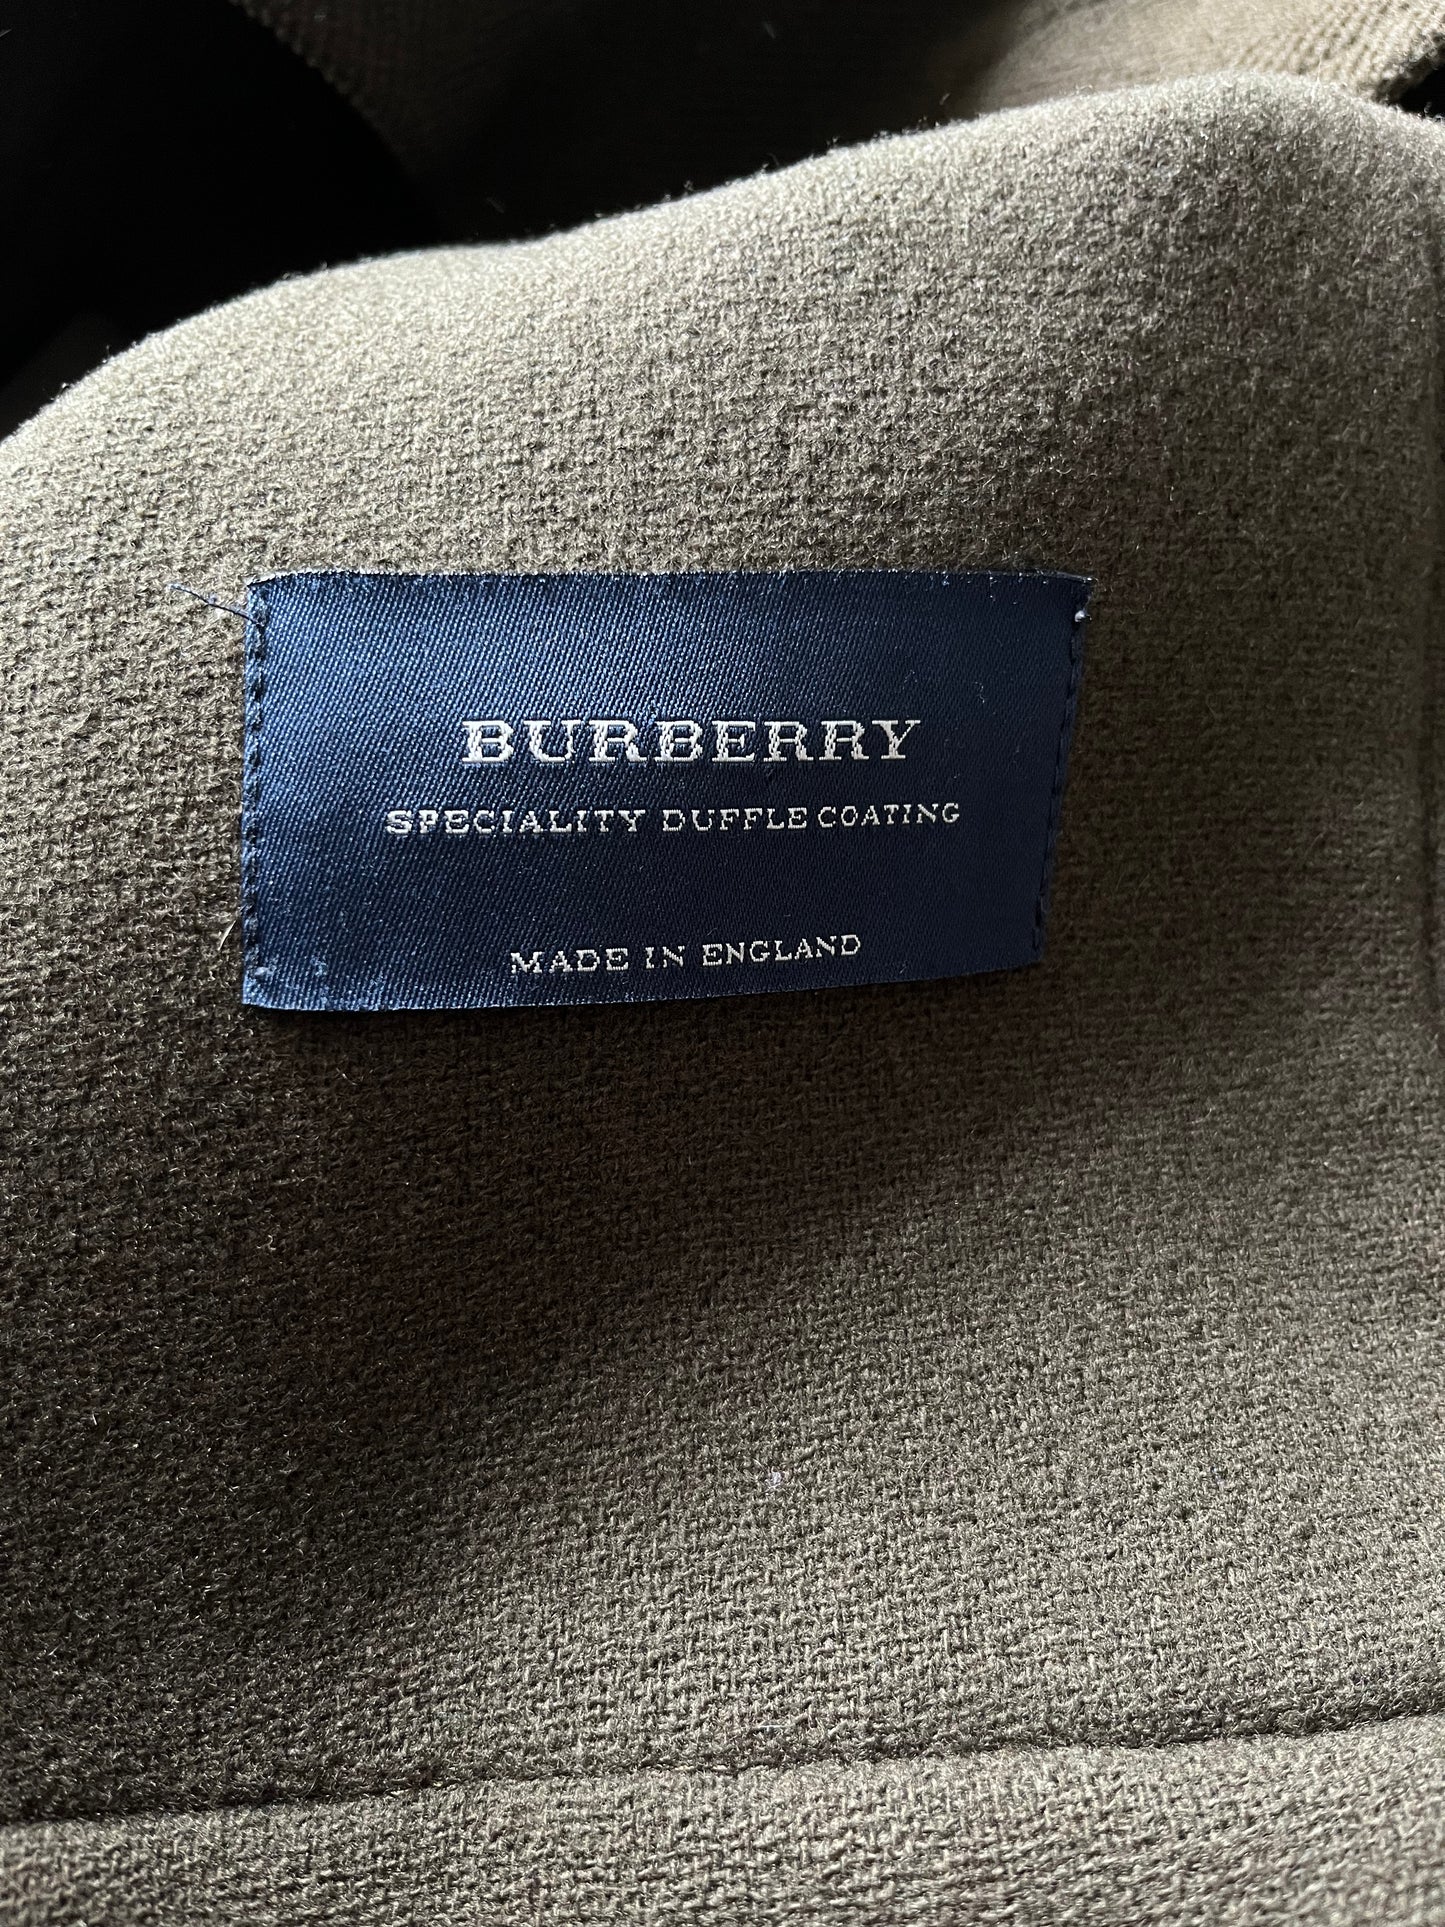 BURBERRY
SPECIALITY DUFFLE COATING
MADE IN ENGLAND